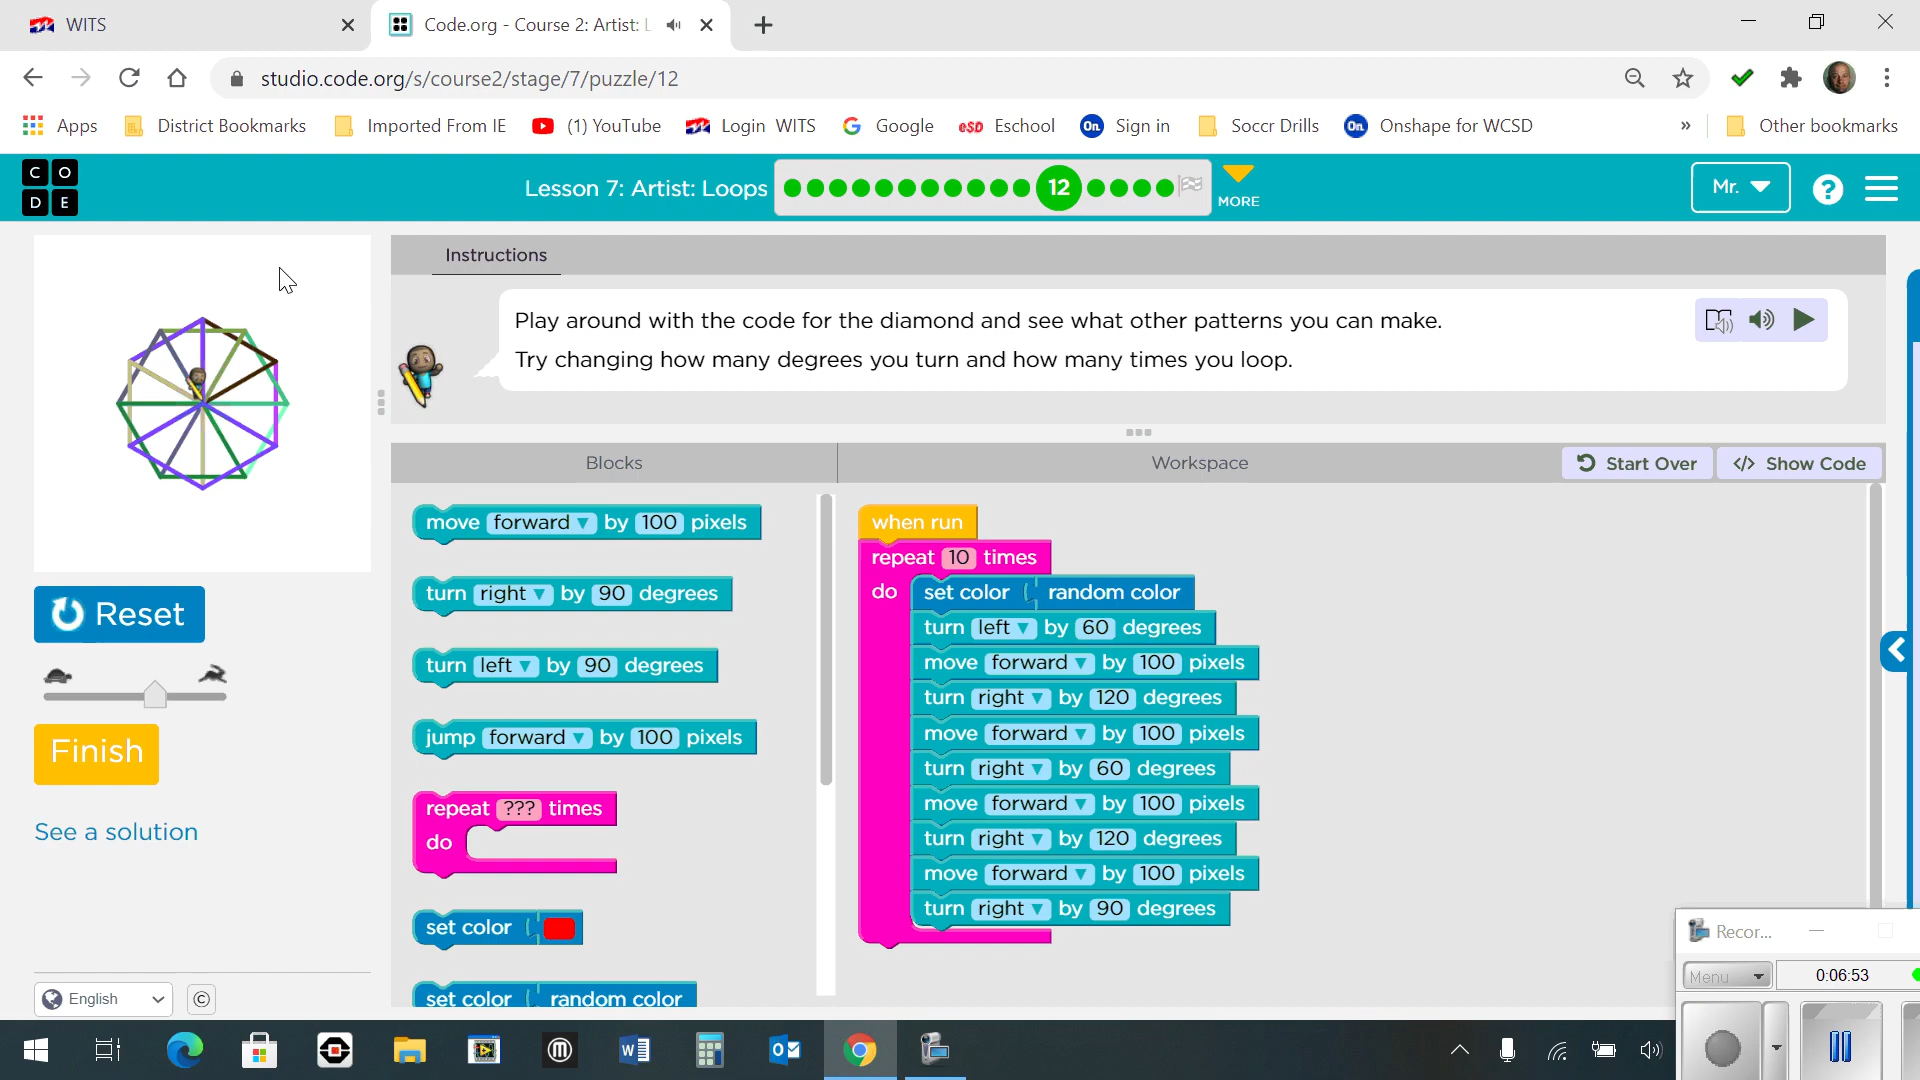 WITS
Code.org - Course 2: Artist: L
studio.code.org/s/course2/stage/7/puzzle/12
Apps
District Bookmarks
Imported From IE
(1) YouTube
Login WITS
Google
eSD Eschool
On Sign in
Soccr Drills
On Onshape for WCSD
»
Other bookmarks
C O
D E
Lesson 7: Artist: Loops
12
MORE
Mr.
?
Instructions
Play around with the code for the diamond and see what other patterns you can make.
Try changing how many degrees you turn and how many times you loop.
Blocks
Workspace
Start Over
</> Show Code
Reset
Finish
See a solution
English
©
move forward by 100 pixels
turn right by 90 degrees
turn left by 90 degrees
jump forward by 100 pixels
repeat ??? times
do
set color
set color random color
when run
repeat 10 times
do
set color random color
turn left by 60 degrees
move forward by 100 pixels
turn right by 120 degrees
move forward by 100 pixels
turn right by 60 degrees
move forward by 100 pixels
turn right by 120 degrees
move forward by 100 pixels
turn right by 90 degrees
Recor...
Menu
0:06:53